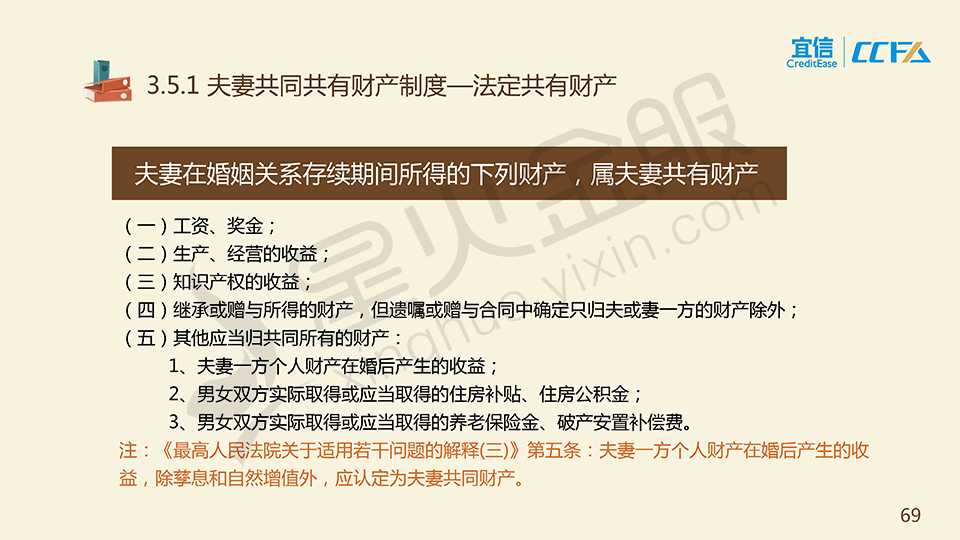 宜信
CreditEase
CCFA
3.5.1 夫妻共同共有财产制度—法定共有财产
夫妻在婚姻关系存续期间所得的下列财产，属夫妻共有财产
（一）工资、奖金；
（二）生产、经营的收益；
（三）知识产权的收益；
（四）继承或赠与所得的财产，但遗嘱或赠与合同中确定只归夫或妻一方的财产除外；
（五）其他应当归共同所有的财产：
1、夫妻一方个人财产在婚后产生的收益；
2、男女双方实际取得或应当取得的住房补贴、住房公积金；
3、男女双方实际取得或应当取得的养老保险金、破产安置补偿费。
注：《最高人民法院关于适用若干问题的解释(三)》第五条：夫妻一方个人财产在婚后产生的收
益，除孳息和自然增值外，应认定为夫妻共同财产。
星火金服
xinghuo.yixin.com
69